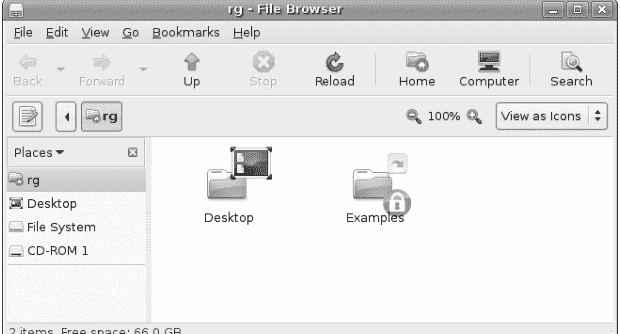 rg - File Browser
File Edit View Go Bookmarks Help
Back Forward Up Stop Reload Home Computer Search
rg 100% View as Icons
Places
rg
Desktop
File System
CD-ROM 1
Desktop Examples
2 items, Free space: 66.0 GB